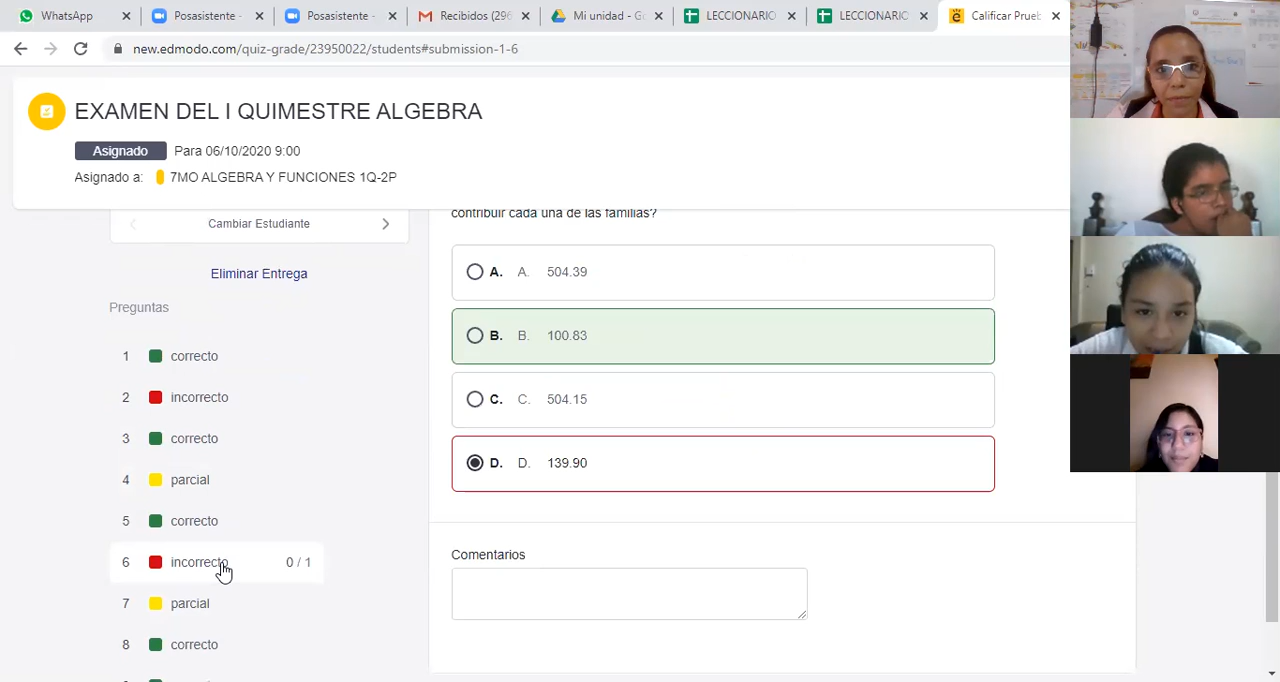 WhatsApp
Posasistente
Posasistente
Recibidos (296
Mi unidad - Go
LECCIONARIO
LECCIONARIO
Calificar Prueb
new.edmodo.com/quiz-grade/23950022/students#submission-1-6
EXAMEN DEL I QUIMESTRE ALGEBRA
Asignado Para 06/10/2020 9:00
Asignado a: 7MO ALGEBRA Y FUNCIONES 1Q-2P
Cambiar Estudiante
Eliminar Entrega
Preguntas
1 correcto
2 incorrecto
3 correcto
4 parcial
5 correcto
6 incorrecto 0 / 1
7 parcial
8 correcto
contribuir cada una de las familias?
A. A. 504.39
B. B. 100.83
C. C. 504.15
D. D. 139.90
Comentarios